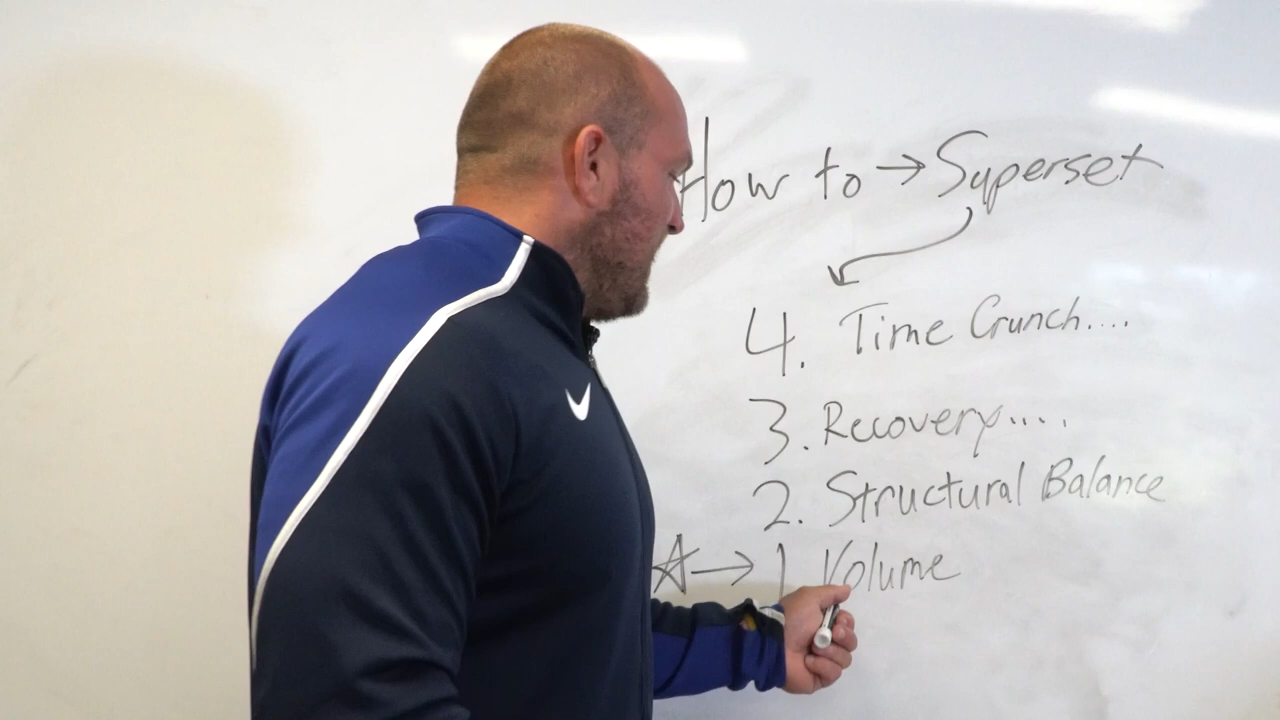 How to → Superset
4. Time Crunch....
3. Recovery....
2. Structural Balance
☆→ 1 Volume